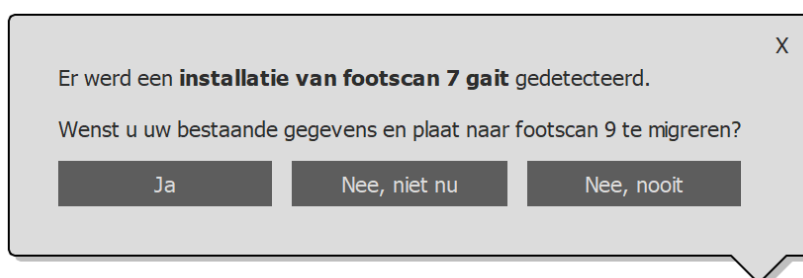 X
Er werd een installatie van footscan 7 gait gedetecteerd.
Wenst u uw bestaande gegevens en plaat naar footscan 9 te migreren?
Ja
Nee, niet nu
Nee, nooit